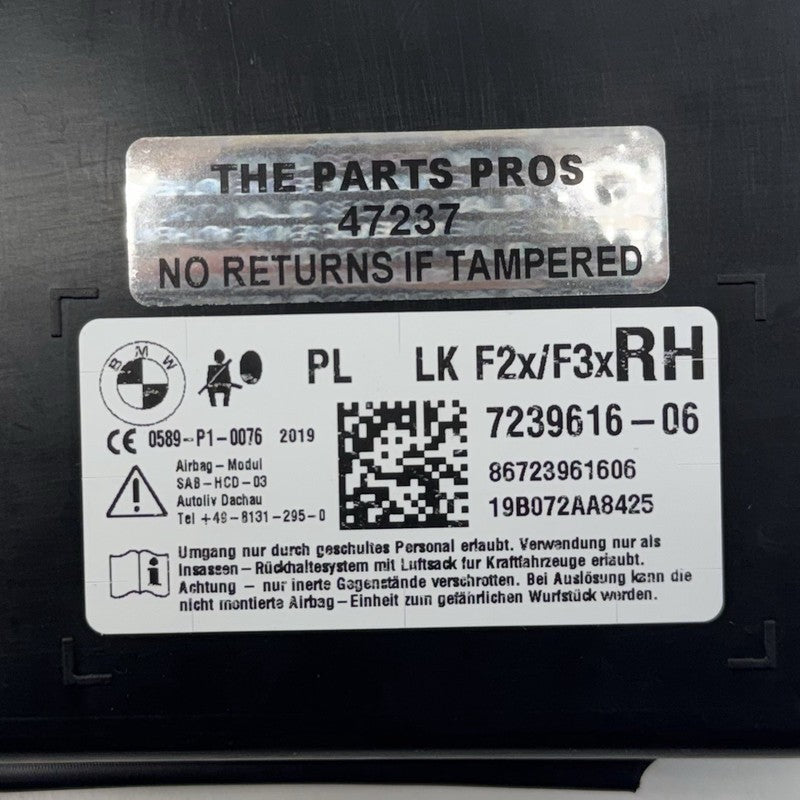 THE PARTS PROS
47237
NO RETURNS IF TAMPERED
BMW
PL LK F2x/F3x RH
7239616-06
CE 0589-P1-0076 2019
86723961606
19B072AA8425
Airbag-Modul
SAB-HCD-03
Autoliv Dachau
Tel +49-8131-295-0
Umgang nur durch geschultes Personal erlaubt. Verwendung nur als
Insassen-Rückhaltesystem mit Luftsack fur Kraftfahrzeuge erlaubt.
Achtung - nur inerte Gegenstände verschrotten. Bei Auslösung kann die
nicht montierte Airbag-Einheit zum gefährlichen Wurfstück werden.